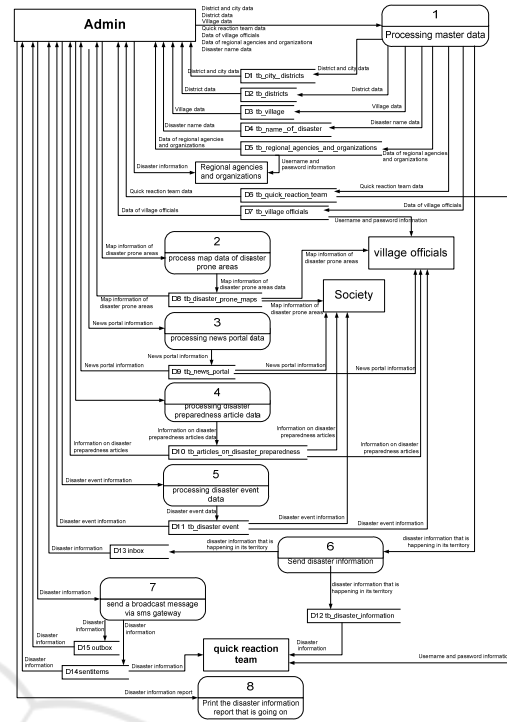 Admin
District and city data
District data
Village data
Quick reaction team data
Data of village officials
Data of regional agencies and organizations
Disaster name data
1
Processing master data
District and city data
District and city data
D1 tb_city_districts
District data
District data
D2 tb_districts
Village data
Village data
D3 tb_village
Disaster name data
Disaster name data
D4 tb_name_of_disaster
Data of regional agencies
and organizations
D5 tb_regional_agencies_and_organizations
Data of regional agencies
and organizations
Disaster information
Regional agencies
and organizations
Username and
password information
Quick reaction team data
Quick reaction team data
D6 tb_quick_reaction_team
Data of village officials
Data of village officials
D7 tb_village officials
Username and password information
village officials
Map information of
disaster prone areas
2
process map data of disaster
prone areas
Map information of
disaster prone areas
Map information of
disaster prone areas data
D8 tb_disaster_prone_maps
Map information of
disaster prone areas
Map information of
disaster prone areas
Society
News portal information
3
processing news portal data
News portal information
News portal information
D9 tb_news_portal
News portal information
News portal information
4
processing disaster
preparedness article data
Information on disaster
preparedness articles data
Information on disaster
preparedness articles
D10 tb_articles_on_disaster_preparedness
Information on disaster
preparedness articles
Information on disaster
preparedness articles
5
processing disaster event
data
Disaster event information
Disaster event data
Disaster event information
D11 tb_disaster event
Disaster event information
Disaster event information
disaster information that is
happening in its territory
6
Send disaster information
disaster information that is
happening in its territory
Disaster information
D13 inbox
disaster information that is
happening in its territory
D12 tb_disaster_information
Disaster information
7
send a broadcast message
via sms gateway
Disaster
information
Disaster
information
Disaster
information
D15 outbox
Disaster
information
D14 sentitems
Disaster information
quick reaction
team
Disaster
information
Username and password information
Disaster information report
8
Print the disaster information
report that is going on